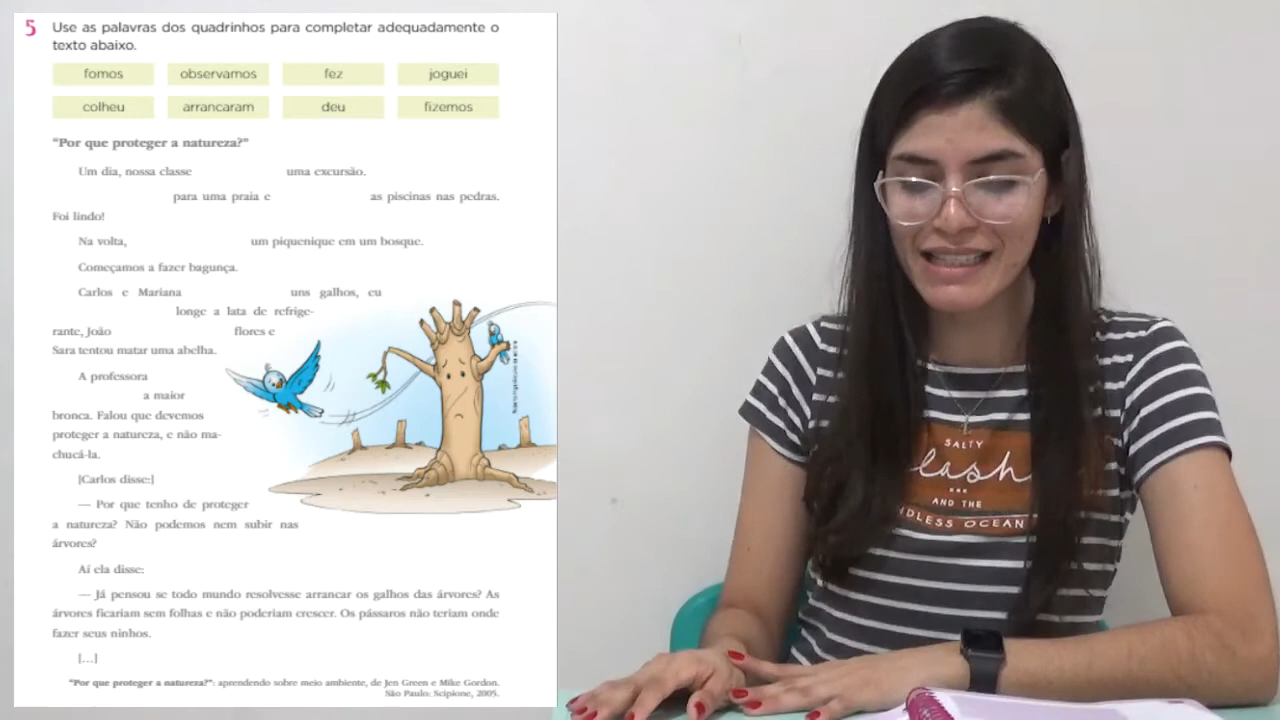 5 Use as palavras dos quadrinhos para completar adequadamente o
texto abaixo.
fomos observamos fez joguei
colheu arrancaram deu fizemos
“Por que proteger a natureza?”
Um dia, nossa classe uma excursão.
para uma praia e as piscinas nas pedras.
Foi lindo!
Na volta, um piquenique em um bosque.
Começamos a fazer bagunça.
Carlos e Mariana uns galhos, eu
longe a lata de refrige-
rante, João flores e
Sara tentou matar uma abelha.
A professora
a maior
bronca. Falou que devemos
proteger a natureza, e não ma-
chucá-la.
[Carlos disse:]
— Por que tenho de proteger
a natureza? Não podemos nem subir nas
árvores?
Aí ela disse:
— Já pensou se todo mundo resolvesse arrancar os galhos das árvores? As
árvores ficariam sem folhas e não poderiam crescer. Os pássaros não teriam onde
fazer seus ninhos.
[...]
“Por que proteger a natureza?”: aprendendo sobre meio ambiente, de Jen Green e Mike Gordon.
São Paulo: Scipione, 2005.
SALTY
AND THE
NDLESS OCEAN